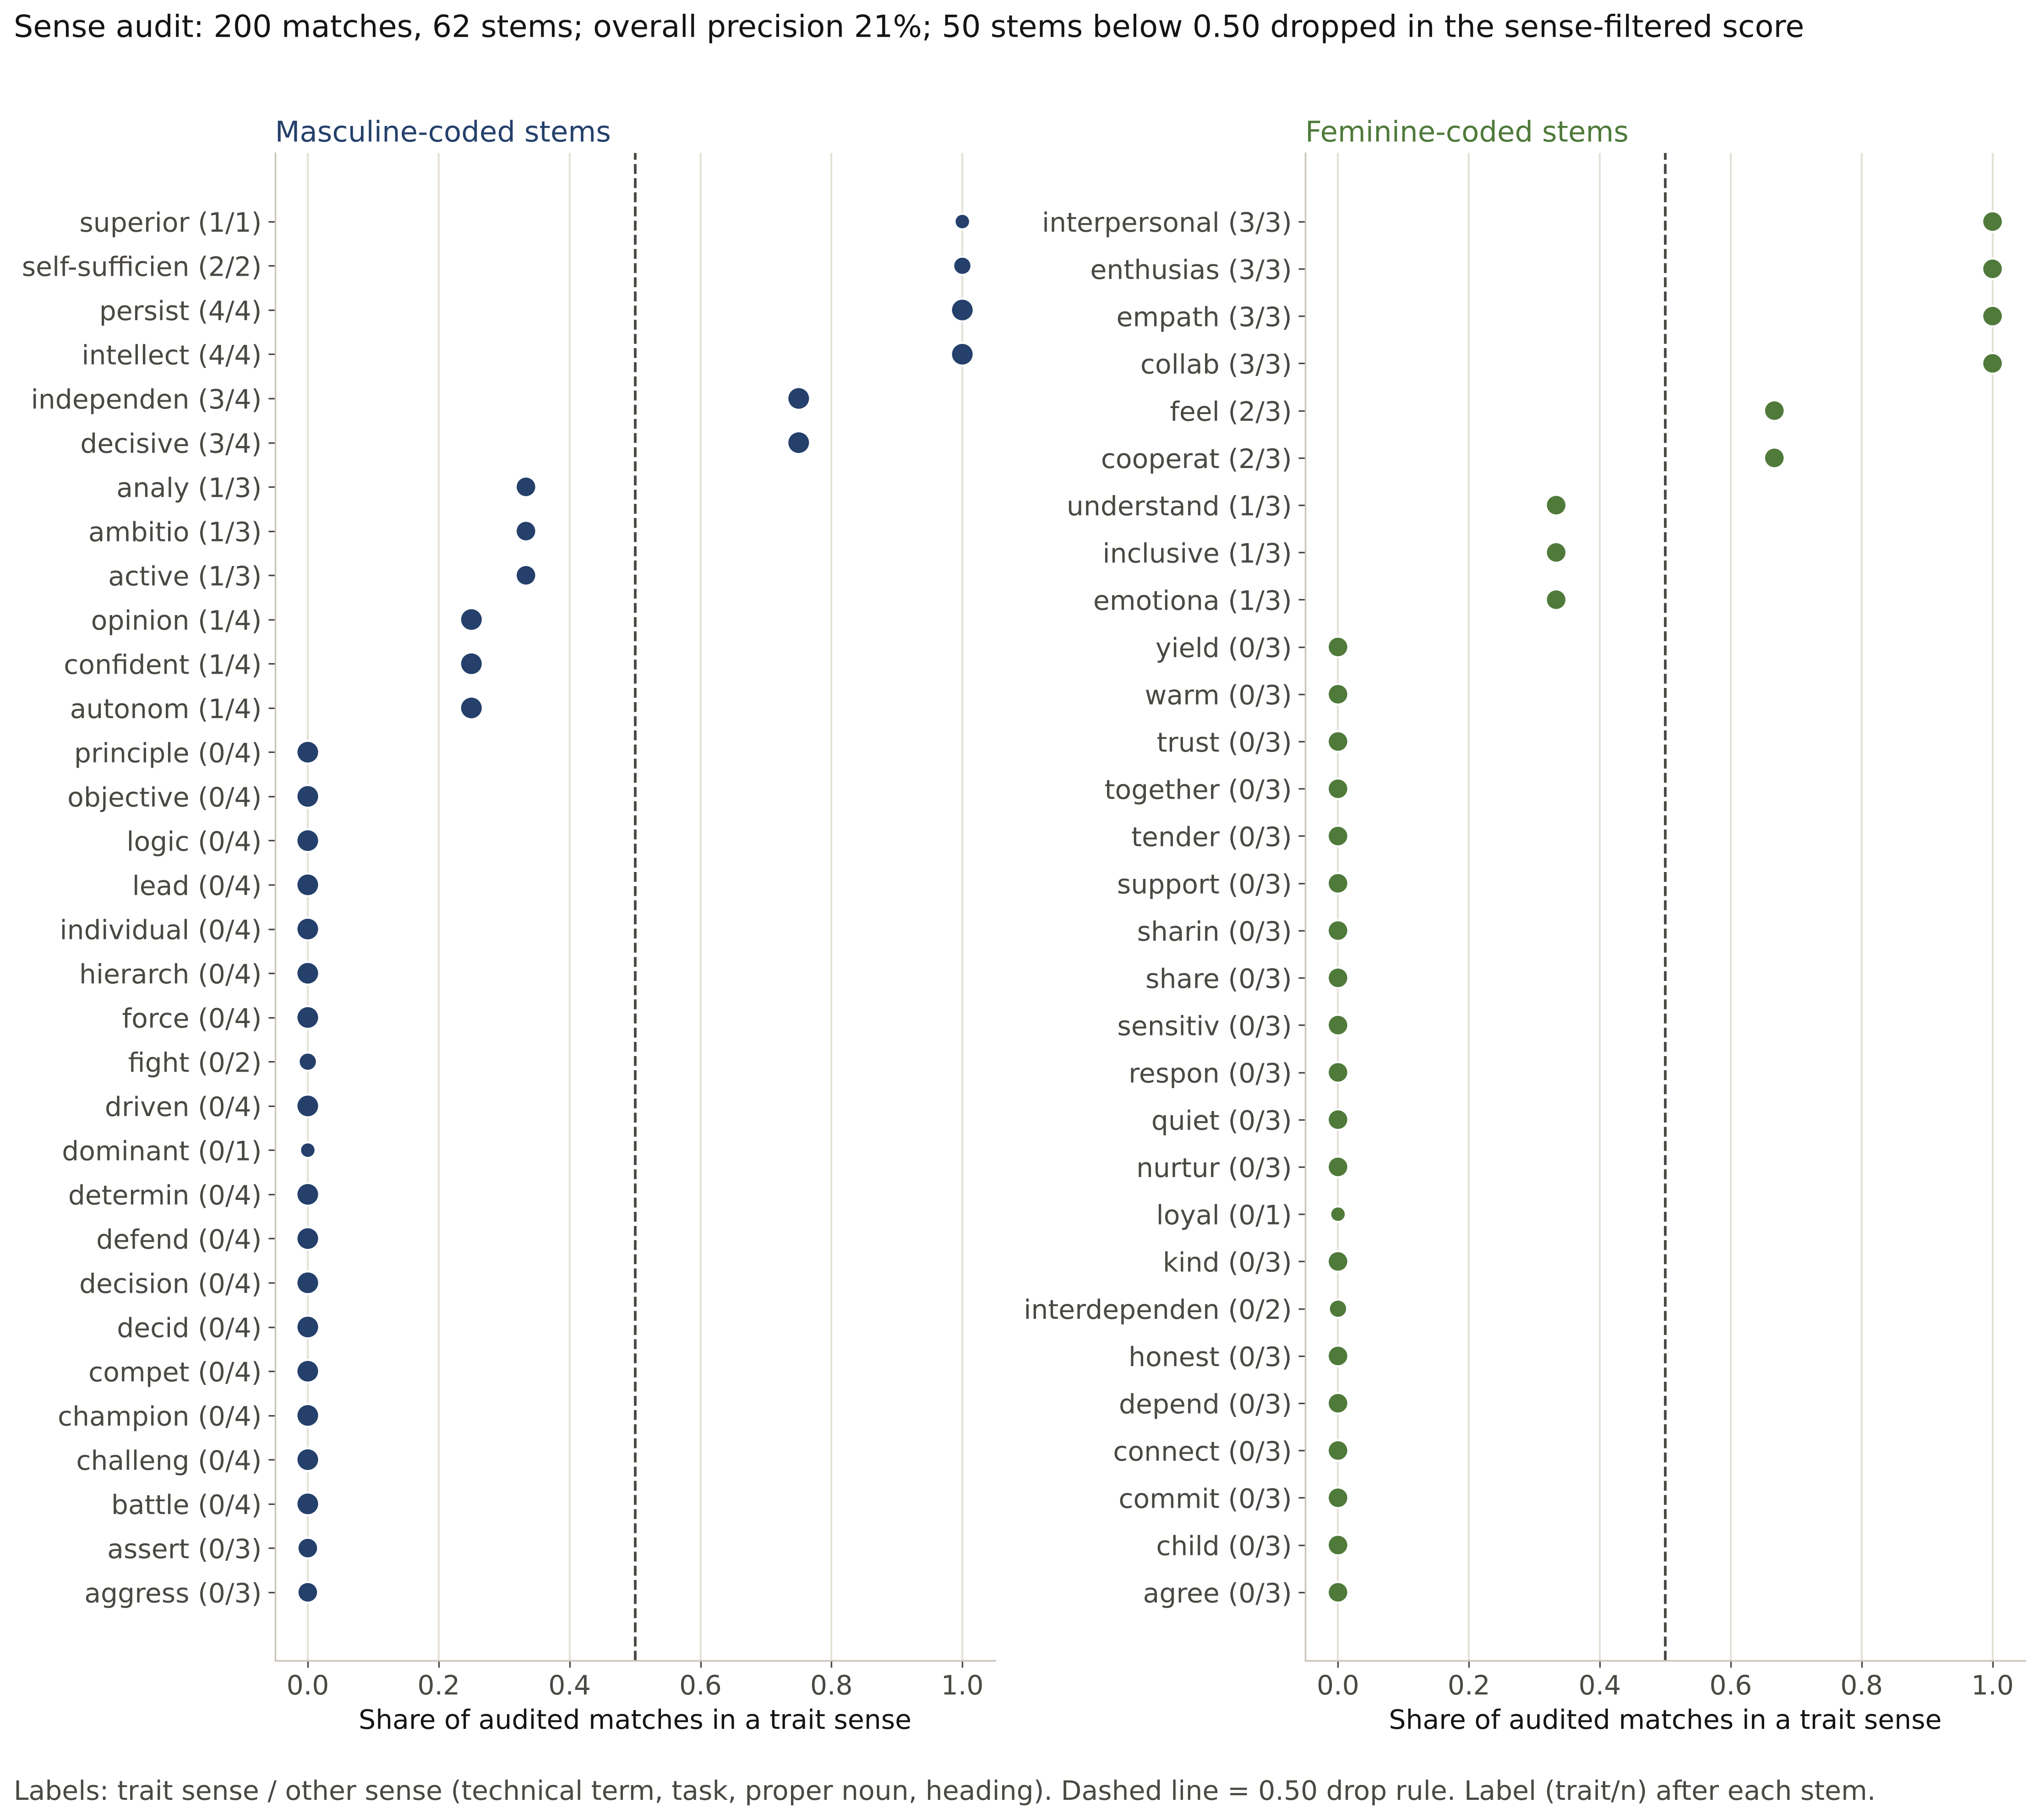 Sense audit: 200 matches, 62 stems; overall precision 21%; 50 stems below 0.50 dropped in the sense-filtered score
Masculine-coded stems
superior (1/1)
self-sufficien (2/2)
persist (4/4)
intellect (4/4)
independen (3/4)
decisive (3/4)
analy (1/3)
ambitio (1/3)
active (1/3)
opinion (1/4)
confident (1/4)
autonom (1/4)
principle (0/4)
objective (0/4)
logic (0/4)
lead (0/4)
individual (0/4)
hierarch (0/4)
force (0/4)
fight (0/2)
driven (0/4)
dominant (0/1)
determin (0/4)
defend (0/4)
decision (0/4)
decid (0/4)
compet (0/4)
champion (0/4)
challeng (0/4)
battle (0/4)
assert (0/3)
aggress (0/3)
0.0 0.2 0.4 0.6 0.8 1.0
Share of audited matches in a trait sense
Feminine-coded stems
interpersonal (3/3)
enthusias (3/3)
empath (3/3)
collab (3/3)
feel (2/3)
cooperat (2/3)
understand (1/3)
inclusive (1/3)
emotiona (1/3)
yield (0/3)
warm (0/3)
trust (0/3)
together (0/3)
tender (0/3)
support (0/3)
sharin (0/3)
share (0/3)
sensitiv (0/3)
respon (0/3)
quiet (0/3)
nurtur (0/3)
loyal (0/1)
kind (0/3)
interdependen (0/2)
honest (0/3)
depend (0/3)
connect (0/3)
commit (0/3)
child (0/3)
agree (0/3)
0.0 0.2 0.4 0.6 0.8 1.0
Share of audited matches in a trait sense
Labels: trait sense / other sense (technical term, task, proper noun, heading). Dashed line = 0.50 drop rule. Label (trait/n) after each stem.